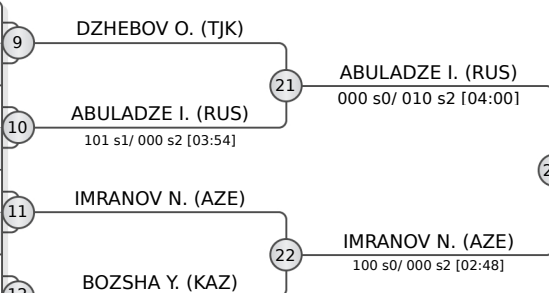 DZHEBOV O. (TJK)
9
ABULADZE I. (RUS)
21
000 s0/ 010 s2 [04:00]
ABULADZE I. (RUS)
10
101 s1/ 000 s2 [03:54]
IMRANOV N. (AZE)
11
IMRANOV N. (AZE)
22
100 s0/ 000 s2 [02:48]
BOZSHA Y. (KAZ)